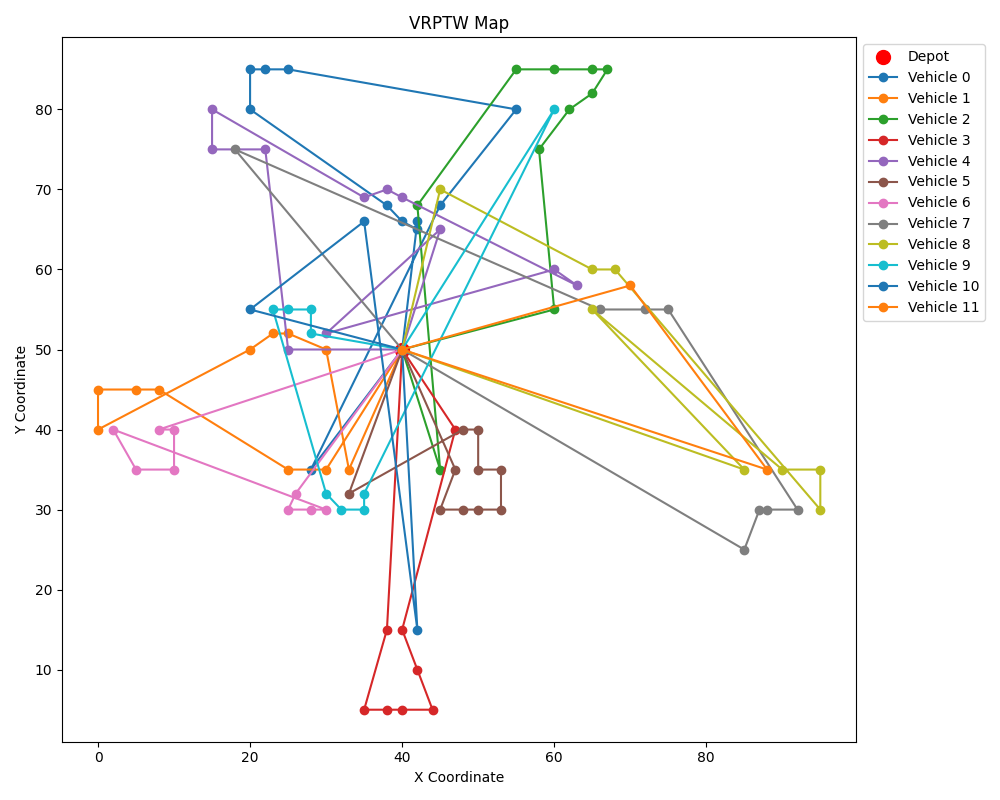 VRPTW Map
Y Coordinate
80
70
60
50
40
30
20
10
0
20
40
60
80
X Coordinate
Depot
Vehicle 0
Vehicle 1
Vehicle 2
Vehicle 3
Vehicle 4
Vehicle 5
Vehicle 6
Vehicle 7
Vehicle 8
Vehicle 9
Vehicle 10
Vehicle 11